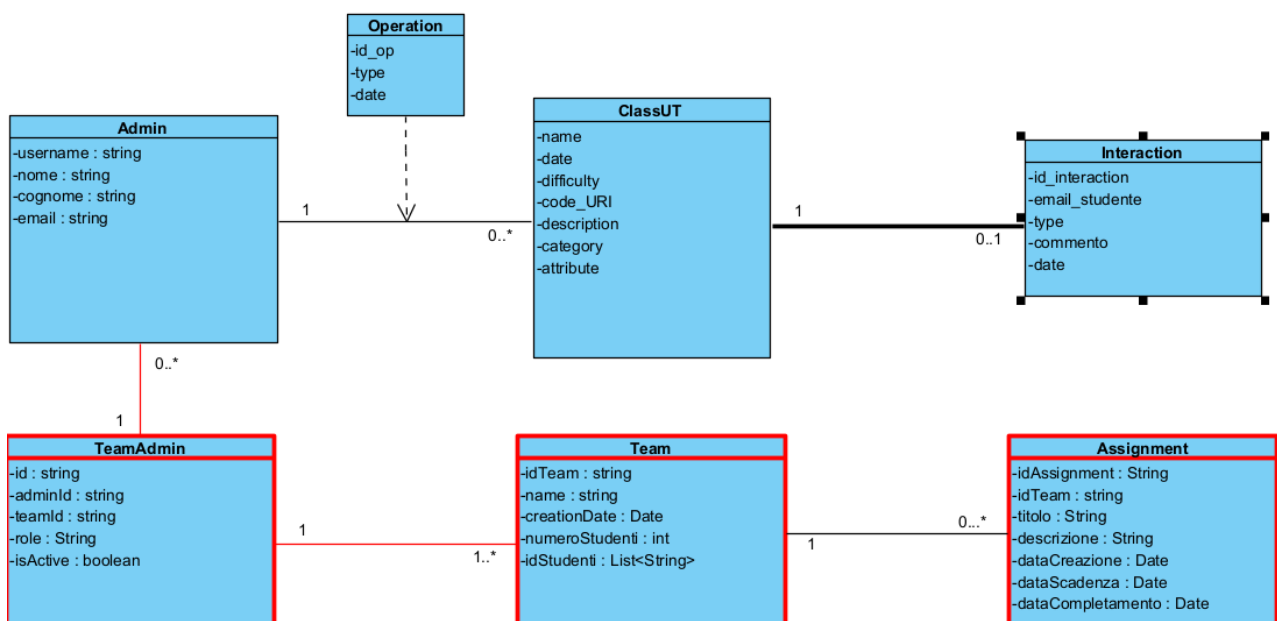 Operation
-id_op
-type
-date
Admin
-username : string
-nome : string
-cognome : string
-email : string
1
0..*
ClassUT
-name
-date
-difficulty
-code_URI
-description
-category
-attribute
1
0..1
Interaction
-id_interaction
-email_studente
-type
-commento
-date
0..*
1
TeamAdmin
-id : string
-adminId : string
-teamId : string
-role : String
-isActive : boolean
1
1..*
Team
-idTeam : string
-name : string
-creationDate : Date
-numeroStudenti : int
-idStudenti : List<String>
1
0...*
Assignment
-idAssignment : String
-idTeam : string
-titolo : String
-descrizione : String
-dataCreazione : Date
-dataScadenza : Date
-dataCompletamento : Date